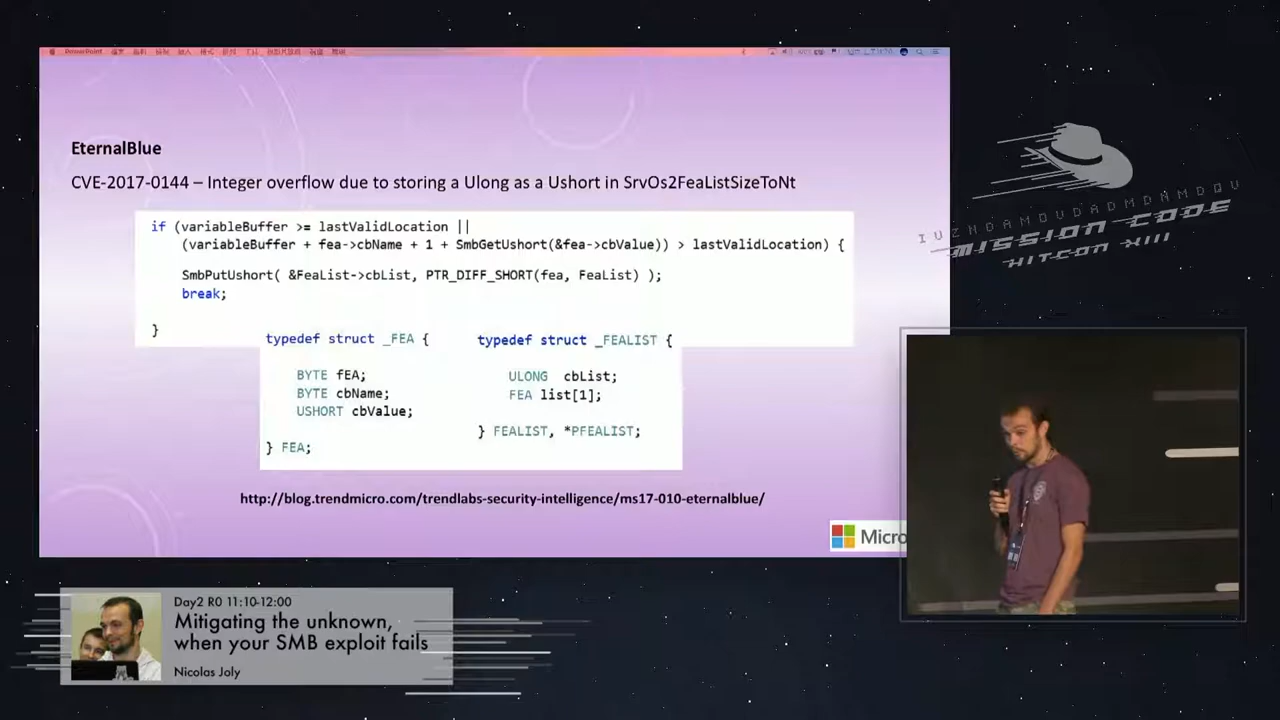 PowerPoint
EternalBlue
CVE-2017-0144 – Integer overflow due to storing a Ulong as a Ushort in SrvOs2FeaListSizeToNt
if (variableBuffer >= lastValidLocation ||
(variableBuffer + fea->cbName + 1 + SmbGetUshort(&fea->cbValue)) > lastValidLocation) {
SmbPutUshort( &FeaList->cbList, PTR_DIFF_SHORT(fea, FeaList) );
break;
}
typedef struct _FEA {
BYTE fEA;
BYTE cbName;
USHORT cbValue;
} FEA;
typedef struct _FEALIST {
ULONG cbList;
FEA list[1];
} FEALIST, *PFEALIST;
http://blog.trendmicro.com/trendlabs-security-intelligence/ms17-010-eternalblue/
Micro
MISSION CODE
HITCON XIII
Day2 R0 11:10-12:00
Mitigating the unknown,
when your SMB exploit fails
Nicolas Joly